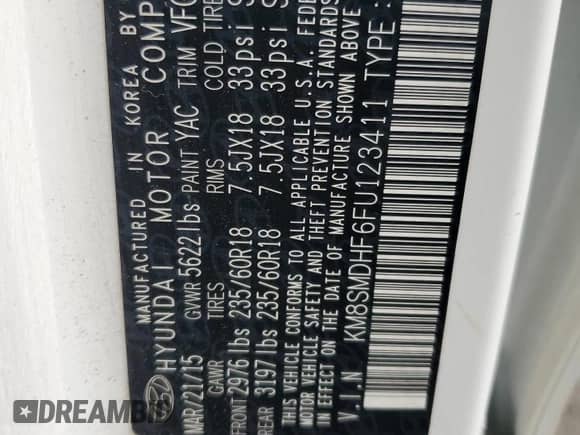 MANUFACTURED IN KOREA BY
HYUNDAI MOTOR COMP
MAR/21/15 GVWR 5622lbs PAINT YAC TRIM VFC
GAWR TIRES RMS COLD TIRE
FRONT 2976lbs 235/60R18 7.5JX18 33psi S
REAR 3197lbs 235/60R18 7.5JX18 33psi S
THIS VEHICLE CONFORMS TO ALL APPLICABLE U.S.A. FEDE
MOTOR VEHICLE SAFETY AND THEFT PREVENTION STANDARDS
ON THE DATE OF MANUFACTURE SHOWN ABOVE
V.I.N KM8SMDHF6FU123411 TYPE:
DREAMBID